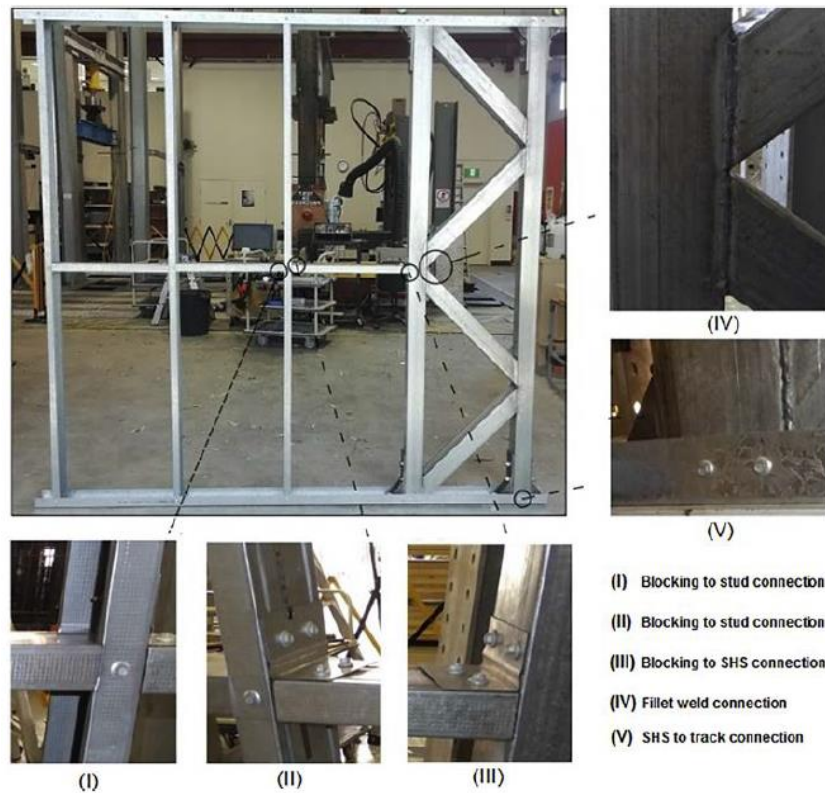 (IV)
(V)
(I)
(II)
(III)
(I) Blocking to stud connection
(II) Blocking to stud connection
(III) Blocking to SHS connection
(IV) Fillet weld connection
(V) SHS to track connection